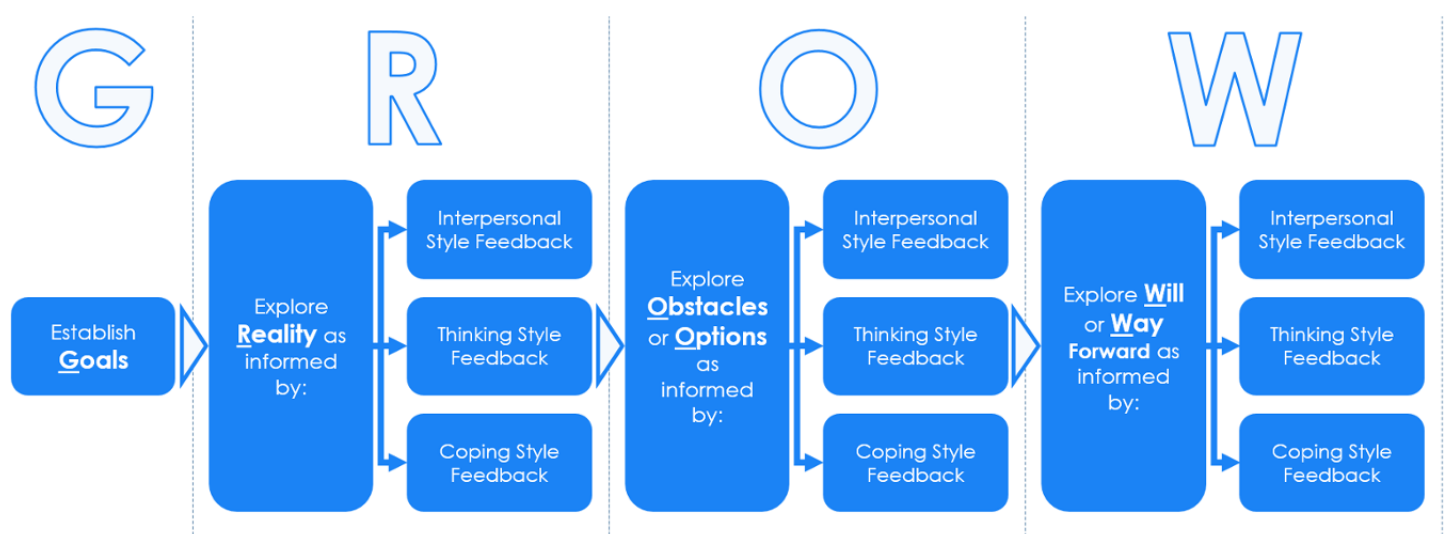 G
R
O
W
Establish
Goals
Explore
Reality as
informed
by:
Interpersonal
Style Feedback
Thinking Style
Feedback
Coping Style
Feedback
Explore
Obstacles
or Options
as
informed
by:
Interpersonal
Style Feedback
Thinking Style
Feedback
Coping Style
Feedback
Explore Will
or Way
Forward as
informed
by:
Interpersonal
Style Feedback
Thinking Style
Feedback
Coping Style
Feedback